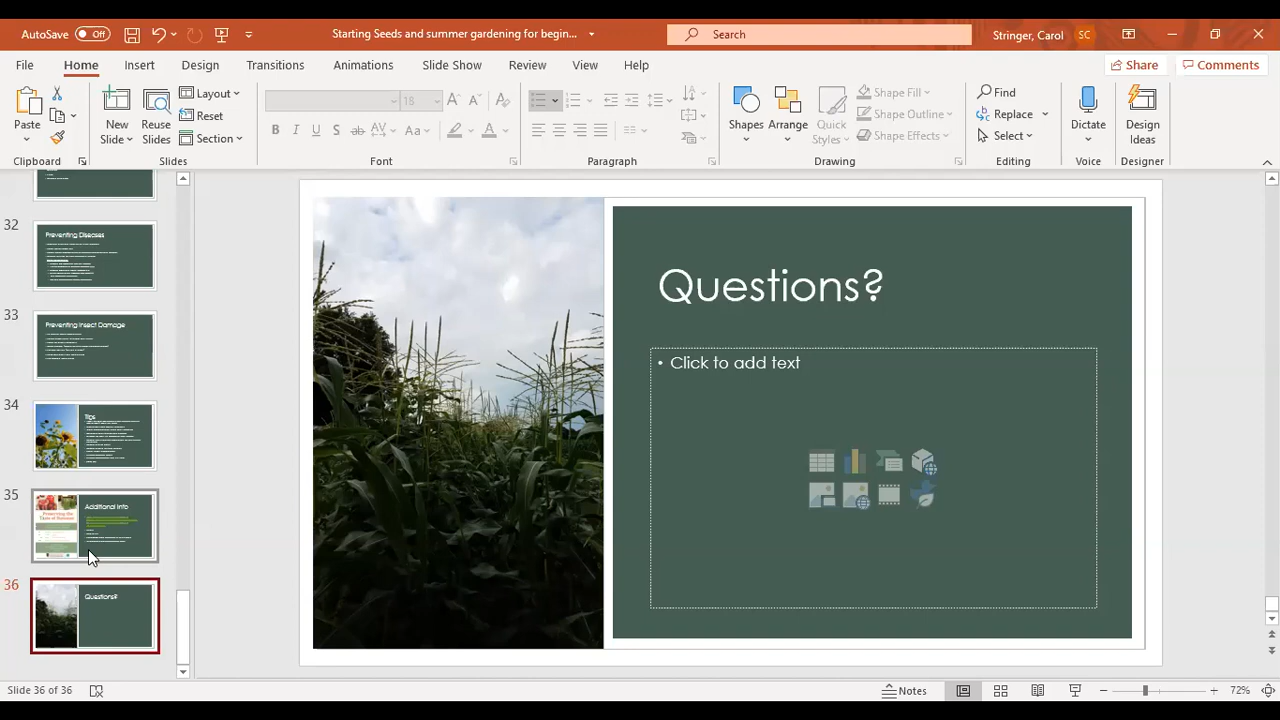 AutoSave Off Starting Seeds and summer gardening for begin... Search Stringer, Carol SC
File Home Insert Design Transitions Animations Slide Show Review View Help Share Comments
Paste New Slide Reuse Slides Layout Reset Section
18
B I U S ab AV Aa A
Shapes Arrange Quick Styles Shape Fill Shape Outline Shape Effects
Find Replace Select
Dictate Design Ideas
Clipboard Slides Font Paragraph Drawing Editing Voice Designer
32
Preventing Diseases
33
Preventing Insect Damage
34
Tips
35
Additional Info
36
Questions?
Questions?
• Click to add text
Slide 36 of 36 Notes 72%